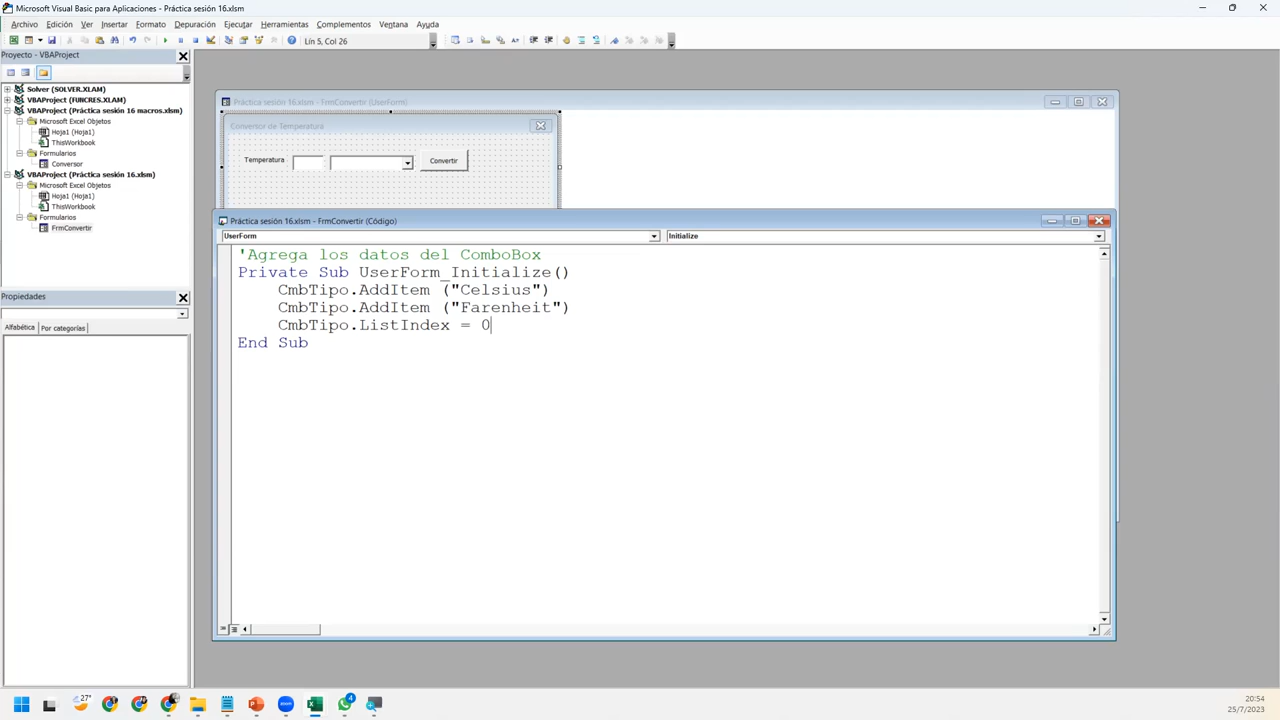 Microsoft Visual Basic para Aplicaciones - Práctica sesión 16.xlsm
Archivo Edición Ver Insertar Formato Depuración Ejecutar Herramientas Complementos Ventana Ayuda
Lín 5, Col 26
Proyecto - VBAProject
Solver (SOLVER.XLAM)
VBAProject (FUNCRES.XLAM)
VBAProject (Práctica sesión 16 macros.xlsm)
Microsoft Excel Objetos
Hoja1 (Hoja1)
ThisWorkbook
Formularios
Conversor
VBAProject (Práctica sesión 16.xlsm)
Microsoft Excel Objetos
Hoja1 (Hoja1)
ThisWorkbook
Formularios
FrmConvertir
Propiedades
Alfabética Por categorías
Práctica sesión 16.xlsm - FrmConvertir (UserForm)
Conversor de Temperatura
Temperatura
Convertir
Práctica sesión 16.xlsm - FrmConvertir (Código)
UserForm Initialize
'Agrega los datos del ComboBox
Private Sub UserForm_Initialize()
CmbTipo.AddItem ("Celsius")
CmbTipo.AddItem ("Farenheit")
CmbTipo.ListIndex = 0
End Sub
27°
zoom
4
20:54
25/7/2023